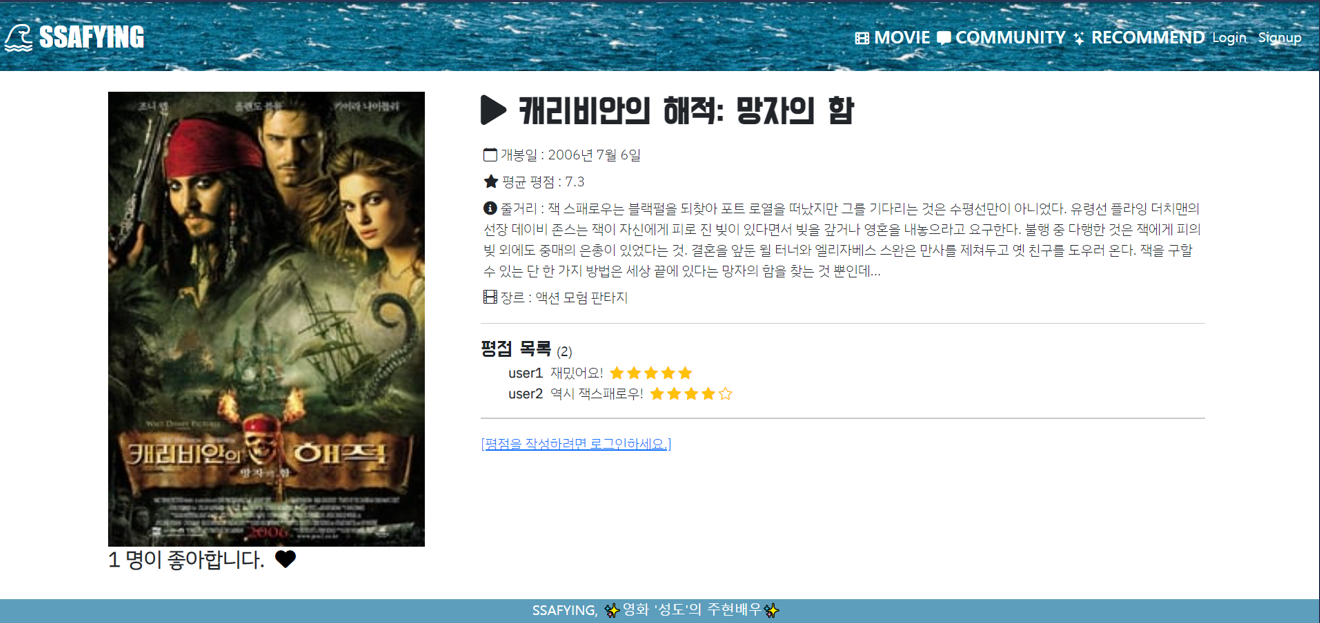 SSAFYING
MOVIE COMMUNITY RECOMMEND Login Signup
조니 뎁 올랜도 블룸 키이라 나이틀리
WALT DISNEY PICTURES
캐리비안의 해적
망자의 함
2006
1 명이 좋아합니다.
캐리비안의 해적: 망자의 함
개봉일 : 2006년 7월 6일
평균 평점 : 7.3
줄거리 : 잭 스패로우는 블랙펄을 되찾아 포트 로열을 떠났지만 그를 기다리는 것은 수평선만이 아니었다. 유령선 플라잉 더치맨의
선장 데이비 존스는 잭이 자신에게 피로 진 빚이 있다면서 빚을 갚거나 영혼을 내놓으라고 요구한다. 불행 중 다행한 것은 잭에게 피의
빚 외에도 중매의 은총이 있었다는 것. 결혼을 앞둔 윌 터너와 엘리자베스 스완은 만사를 제쳐두고 옛 친구를 도우러 온다. 잭을 구할
수 있는 단 한 가지 방법은 세상 끝에 있다는 망자의 함을 찾는 것 뿐인데...
장르 : 액션 모험 판타지
평점 목록 (2)
user1 재밌어요!
user2 역시 잭스패로우!
[평점을 작성하려면 로그인하세요.]
SSAFYING, ✨영화 '성도'의 주현배우✨